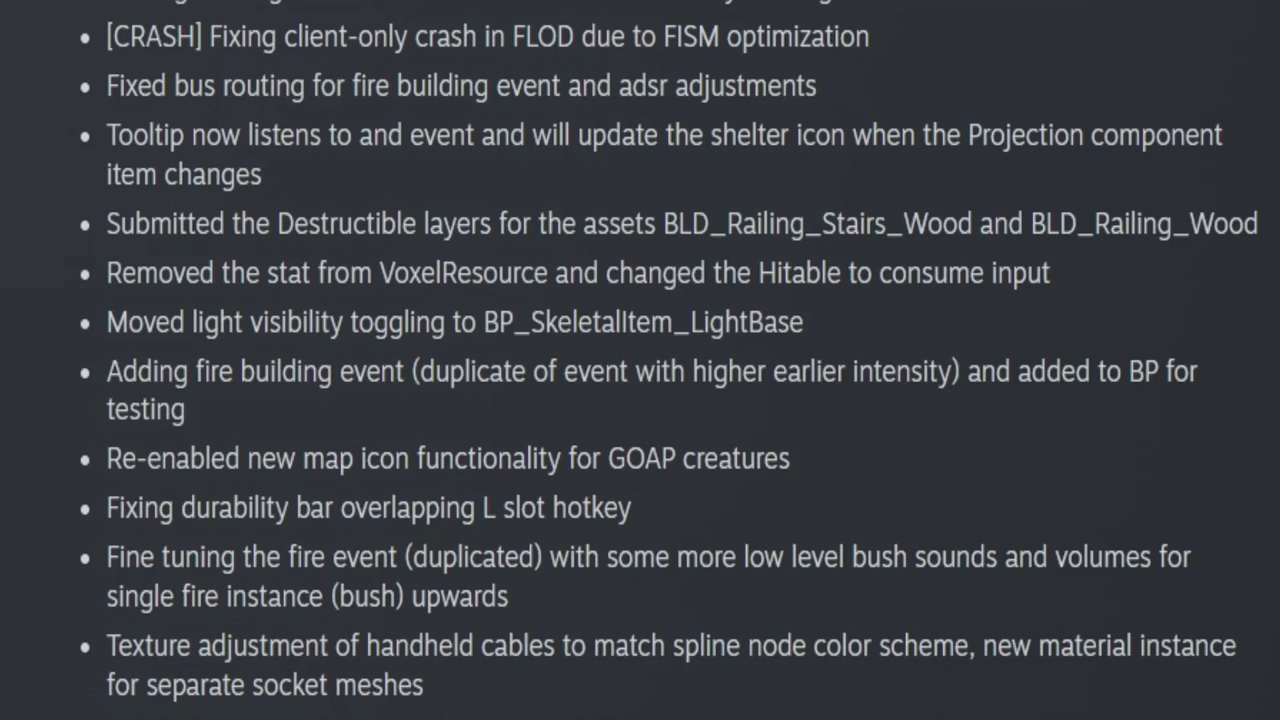 • [CRASH] Fixing client-only crash in FLOD due to FISM optimization
• Fixed bus routing for fire building event and adsr adjustments
• Tooltip now listens to and event and will update the shelter icon when the Projection component
item changes
• Submitted the Destructible layers for the assets BLD_Railing_Stairs_Wood and BLD_Railing_Wood
• Removed the stat from VoxelResource and changed the Hitable to consume input
• Moved light visibility toggling to BP_SkeletalItem_LightBase
• Adding fire building event (duplicate of event with higher earlier intensity) and added to BP for
testing
• Re-enabled new map icon functionality for GOAP creatures
• Fixing durability bar overlapping L slot hotkey
• Fine tuning the fire event (duplicated) with some more low level bush sounds and volumes for
single fire instance (bush) upwards
• Texture adjustment of handheld cables to match spline node color scheme, new material instance
for separate socket meshes